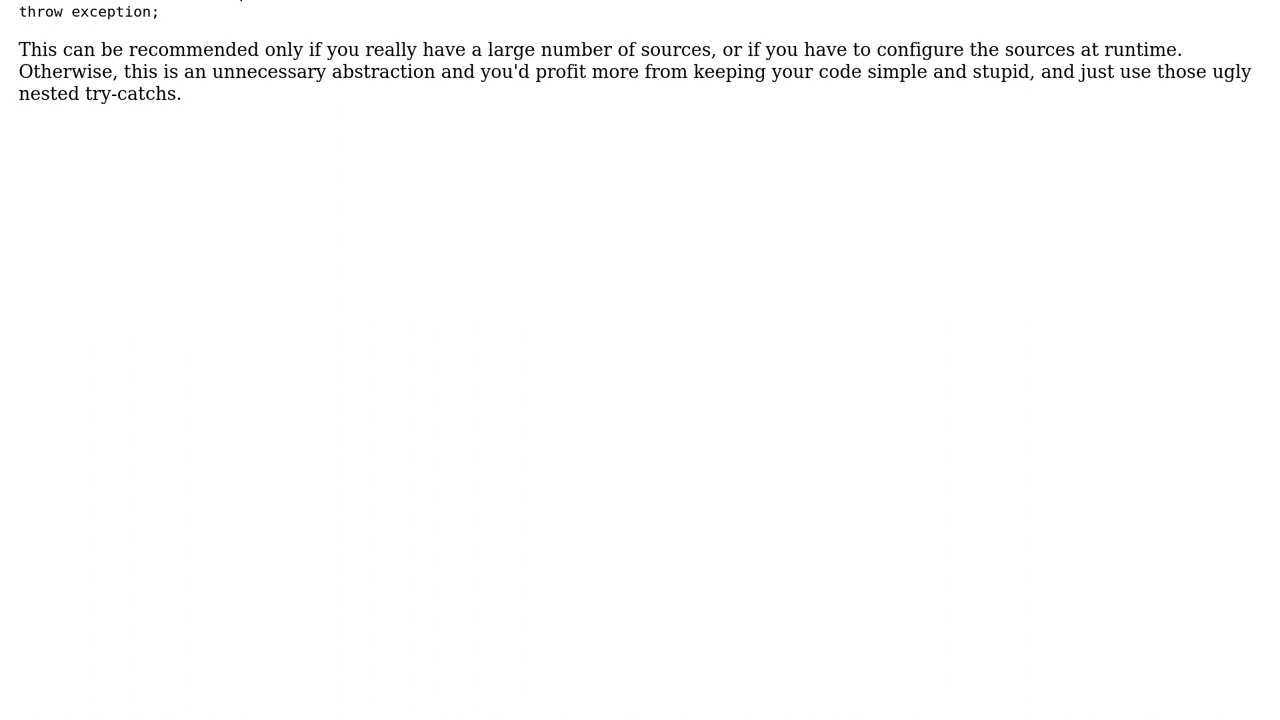 throw exception;
This can be recommended only if you really have a large number of sources, or if you have to configure the sources at runtime.
Otherwise, this is an unnecessary abstraction and you'd profit more from keeping your code simple and stupid, and just use those ugly
nested try-catchs.